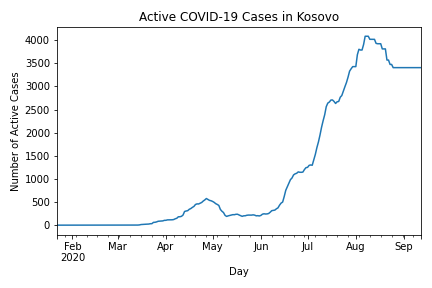 Active COVID-19 Cases in Kosovo
Number of Active Cases
4000
3500
3000
2500
2000
1500
1000
500
0
Feb Mar Apr May Jun Jul Aug Sep
2020
Day